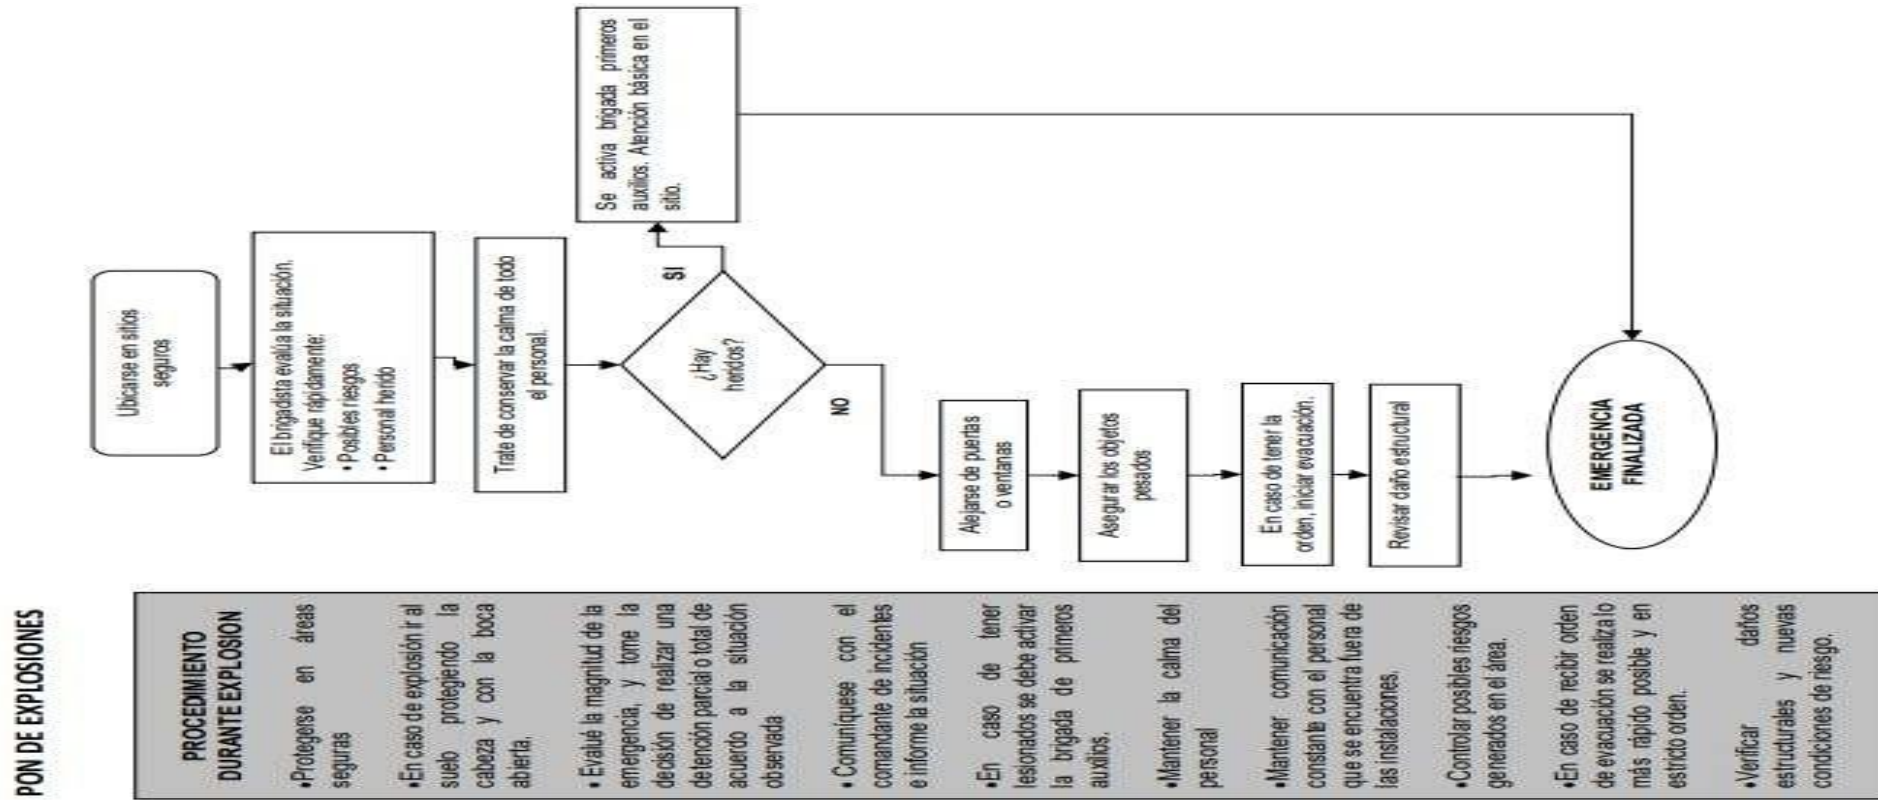 PON DE EXPLOSIONES
PROCEDIMIENTO
DURANTE EXPLOSION
•Protegerse en áreas
seguras
•En caso de explosión ir al
suelo protegiendo la
cabeza y con la boca
abierta.
• Evalué la magnitud de la
emergencia, y tome la
decisión de realizar una
detención parcial o total de
acuerdo a la situación
observada
• Comuníquese con el
comandante de incidentes
e informe la situación
•En caso de tener
lesionados se debe activar
la brigada de primeros
auxilios.
•Mantener la calma del
personal
•Mantener comunicación
constante con el personal
que se encuentra fuera de
las instalaciones.
•Controlar posibles riesgos
generados en el área.
•En caso de recibir orden
de evacuación se realiza lo
más rápido posible y en
estricto orden.
•Verificar daños
estructurales y nuevas
condiciones de riesgo.
Ubicarse en sitios
seguros
El brigadista evalúa la situación.
Verifique rápidamente:
• Posibles riesgos
• Personal herido
Trate de conservar la calma de todo
el personal.
¿Hay
heridos?
SI
Se activa brigada primeros
auxilios. Atención básica en el
sitio.
NO
Alejarse de puertas
o ventanas
Asegurar los objetos
pesados
En caso de tener la
orden, iniciar evacuación.
Revisar daño estructural
EMERGENCIA
FINALIZADA